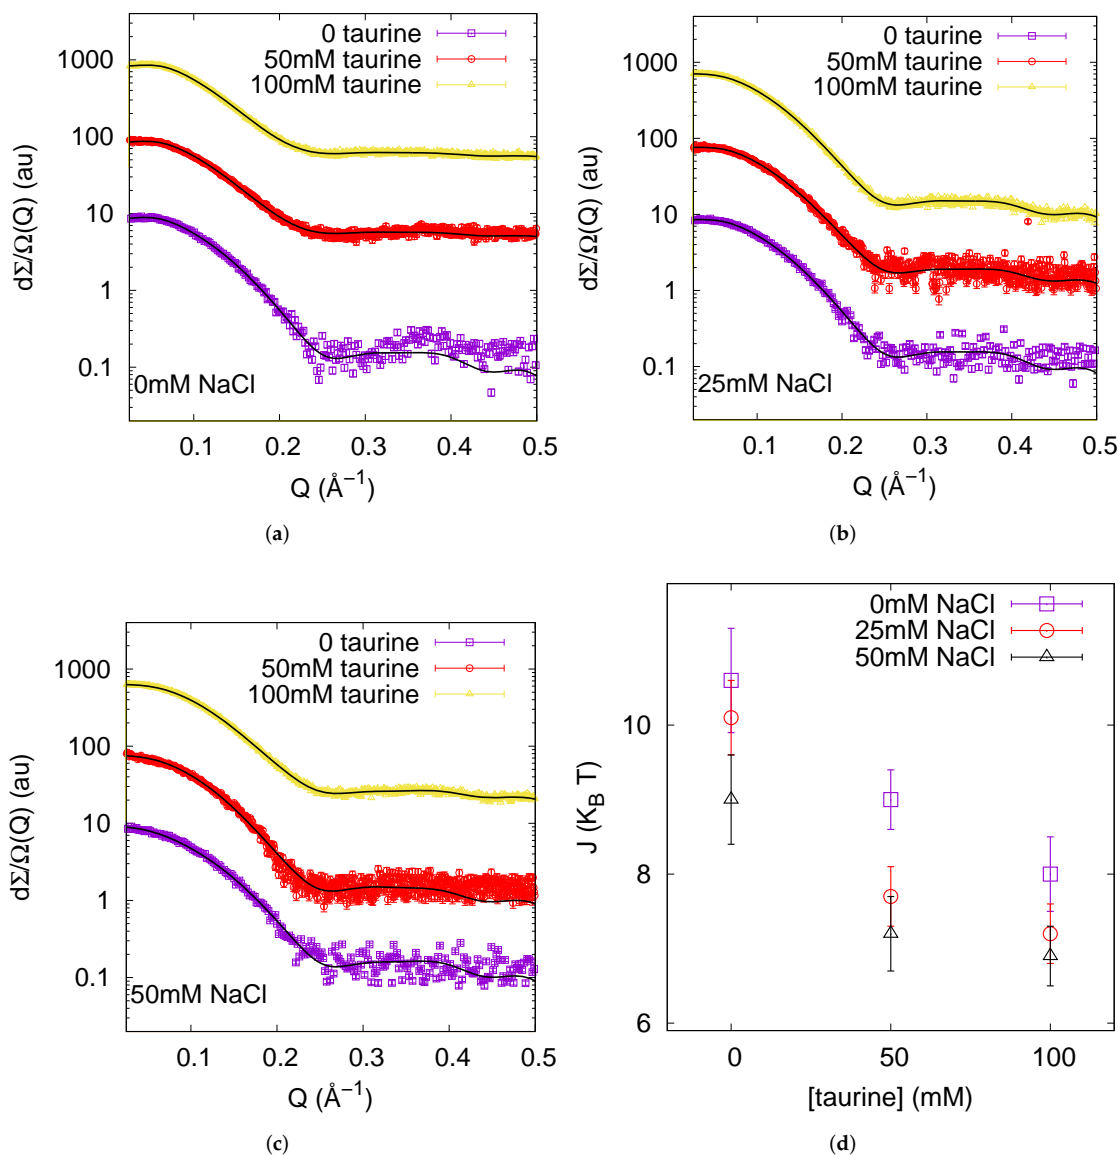 0 taurine
50mM taurine
100mM taurine
1000
100
10
1
0.1
dΣ/Ω(Q) (au)
0mM NaCl
0.1 0.2 0.3 0.4 0.5
Q (Å⁻¹)
(a)
0 taurine
50mM taurine
100mM taurine
1000
100
10
1
0.1
dΣ/Ω(Q) (au)
25mM NaCl
0.1 0.2 0.3 0.4 0.5
Q (Å⁻¹)
(b)
0 taurine
50mM taurine
100mM taurine
1000
100
10
1
0.1
dΣ/Ω(Q) (au)
50mM NaCl
0.1 0.2 0.3 0.4 0.5
Q (Å⁻¹)
(c)
0mM NaCl
25mM NaCl
50mM NaCl
10
8
6
J (K_B T)
0 50 100
[taurine] (mM)
(d)